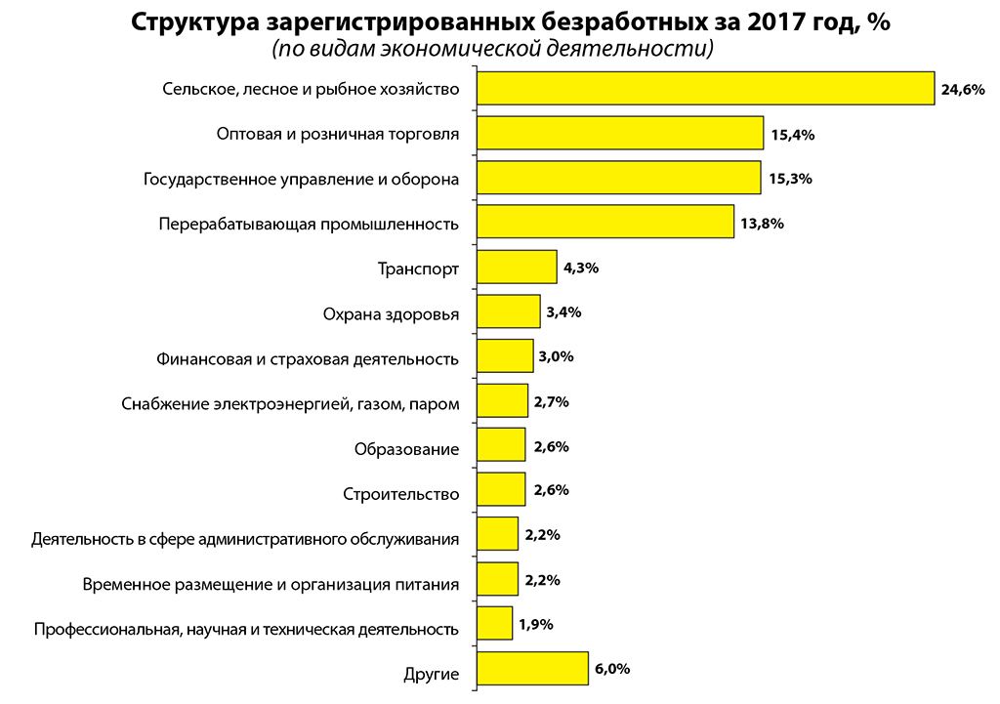 Структура зарегистрированных безработных за 2017 год, %
(по видам экономической деятельности)
Сельское, лесное и рыбное хозяйство 24,6%
Оптовая и розничная торговля 15,4%
Государственное управление и оборона 15,3%
Перерабатывающая промышленность 13,8%
Транспорт 4,3%
Охрана здоровья 3,4%
Финансовая и страховая деятельность 3,0%
Снабжение электроэнергией, газом, паром 2,7%
Образование 2,6%
Строительство 2,6%
Деятельность в сфере административного обслуживания 2,2%
Временное размещение и организация питания 2,2%
Профессиональная, научная и техническая деятельность 1,9%
Другие 6,0%